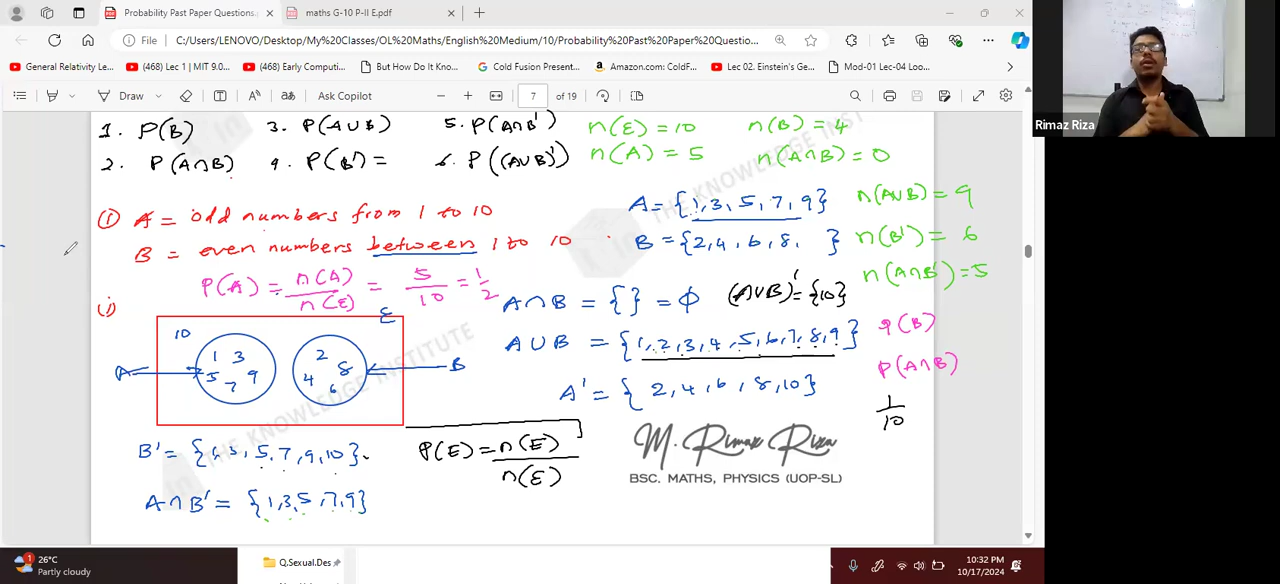 Probability Past Paper Questions.
maths G-10 P-II E.pdf
File
C:/Users/LENOVO/Desktop/My%20Classes/OL%20Maths/English%20Medium/10/Probability%20Past%20Paper%20Questio...
General Relativity Le...
(468) Lec 1 | MIT 9.0...
(468) Early Computi...
But How Do It Kno...
Cold Fusion Present...
Amazon.com: ColdF...
Lec 02. Einstein's Ge...
Mod-01 Lec-04 Loo...
Draw
Ask Copilot
7 of 19
Rimaz Riza
1. P(B) 3. P(A∪B) 5. P(A∩B') n(ℰ) = 10 n(B) = 4
2. P(A∩B) 4. P(B') = 6. P((A∪B)') n(A) = 5 n(A∩B) = 0
① A = odd numbers from 1 to 10
B = even numbers between 1 to 10
A = {1, 3, 5, 7, 9} n(A∪B) = 9
B = {2, 4, 6, 8, } n(B') = 6
n(A∩B') = 5
P(A) = n(A)/n(ℰ) = 5/10 = 1/2
(i)
A∩B = { } = ϕ (A∪B)' = {10}
A∪B = {1, 2, 3, 4, 5, 6, 7, 8, 9} P(B)
A' = {2, 4, 6, 8, 10} P(A∩B)
1/10
ℰ
10
1 3
5 7 9
2
4 8
6
A
B
P(E) = n(E)/n(ℰ)
B' = {1, 3, 5, 7, 9, 10}
A∩B' = {1, 3, 5, 7, 9}
M. Rimaz Riza
BSC. MATHS, PHYSICS (UOP-SL)
THE KNOWLEDGE INSTITUTE
26°C
Partly cloudy
Q.Sexual.Des
10:32 PM
10/17/2024